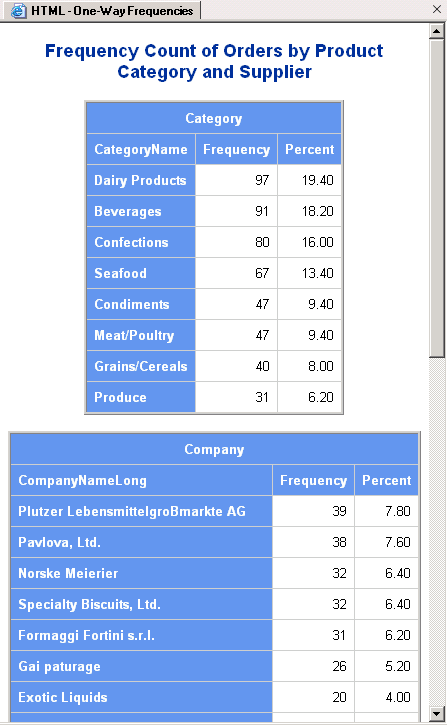 HTML - One-Way Frequencies
Frequency Count of Orders by Product
Category and Supplier
Category
CategoryName Frequency Percent
Dairy Products 97 19.40
Beverages 91 18.20
Confections 80 16.00
Seafood 67 13.40
Condiments 47 9.40
Meat/Poultry 47 9.40
Grains/Cereals 40 8.00
Produce 31 6.20
Company
CompanyNameLong Frequency Percent
Plutzer LebensmittelgroBmarkte AG 39 7.80
Pavlova, Ltd. 38 7.60
Norske Meierier 32 6.40
Specialty Biscuits, Ltd. 32 6.40
Formaggi Fortini s.r.l. 31 6.20
Gai paturage 26 5.20
Exotic Liquids 20 4.00